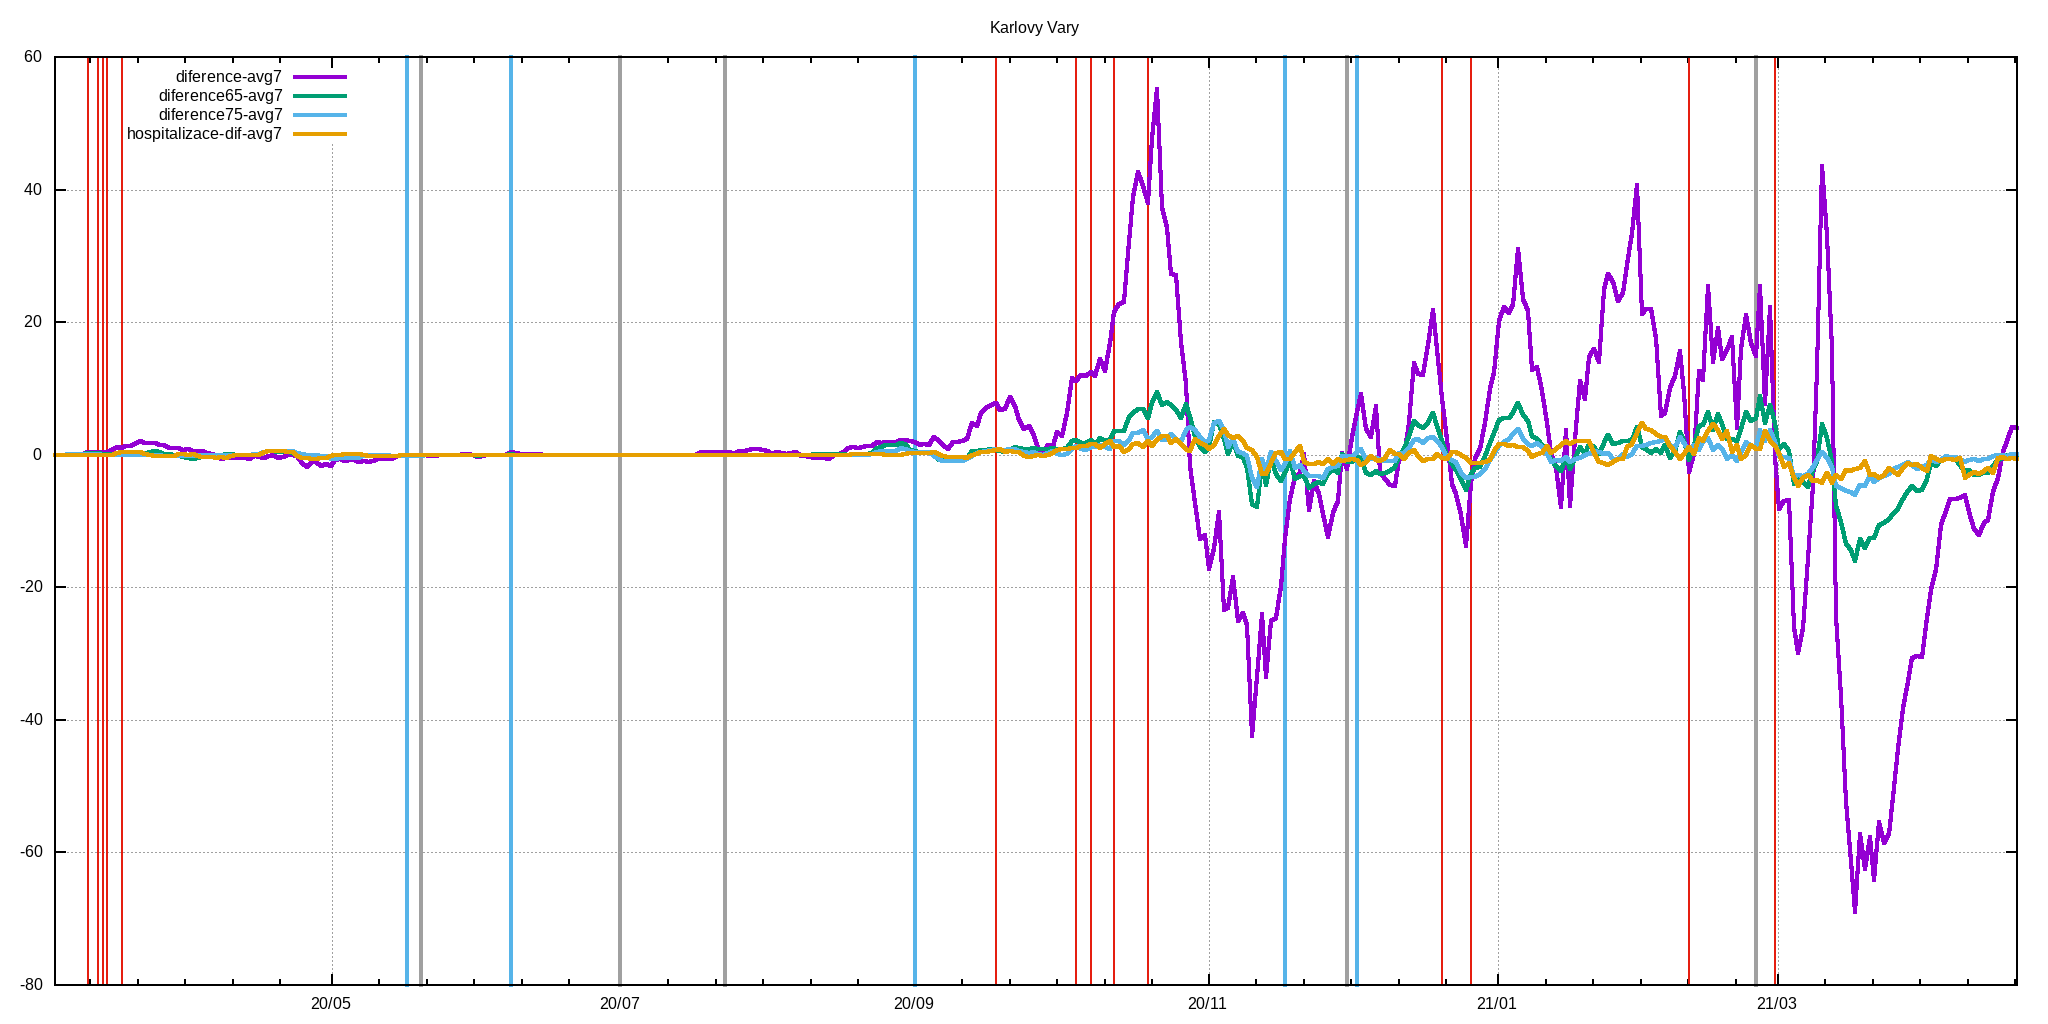 Karlovy Vary
60
40
20
0
-20
-40
-60
-80
diference-avg7
diference65-avg7
diference75-avg7
hospitalizace-dif-avg7
20/05 20/07 20/09 20/11 21/01 21/03